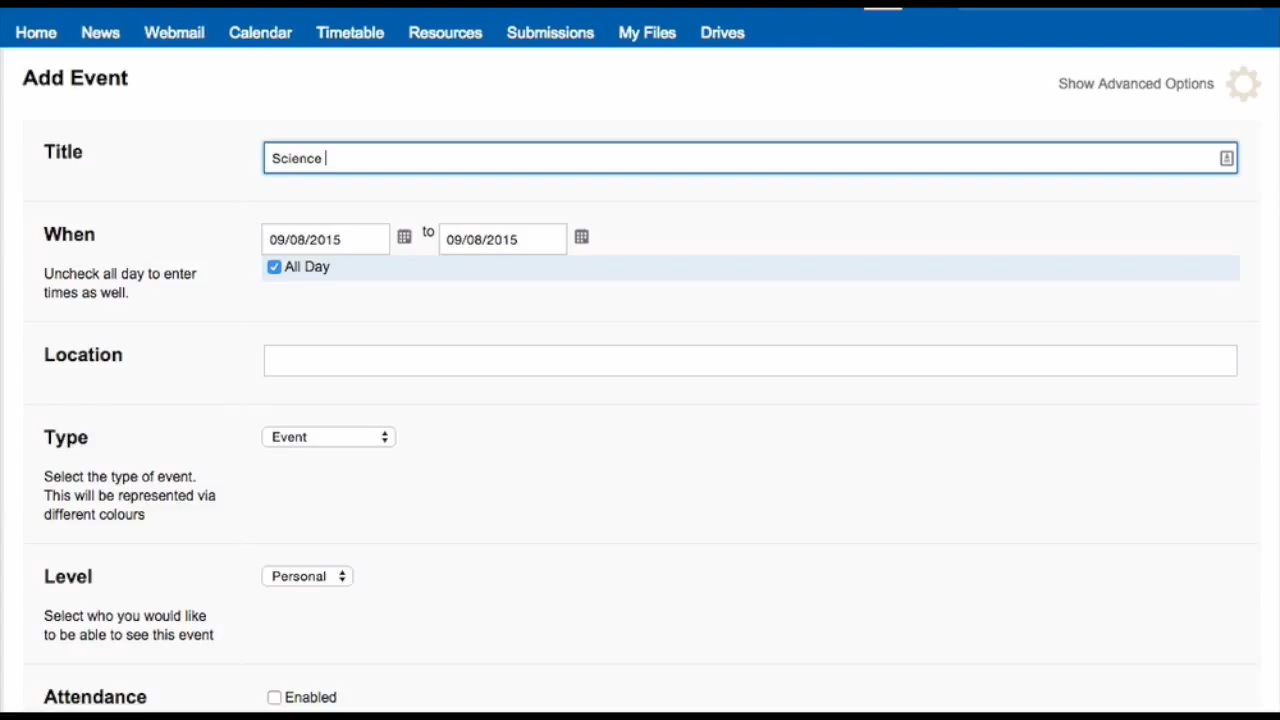 Home News Webmail Calendar Timetable Resources Submissions My Files Drives
Add Event
Show Advanced Options
Title
Science
When
09/08/2015 to 09/08/2015
Uncheck all day to enter
times as well.
All Day
Location
Type
Event
Select the type of event.
This will be represented via
different colours
Level
Personal
Select who you would like
to be able to see this event
Attendance
Enabled